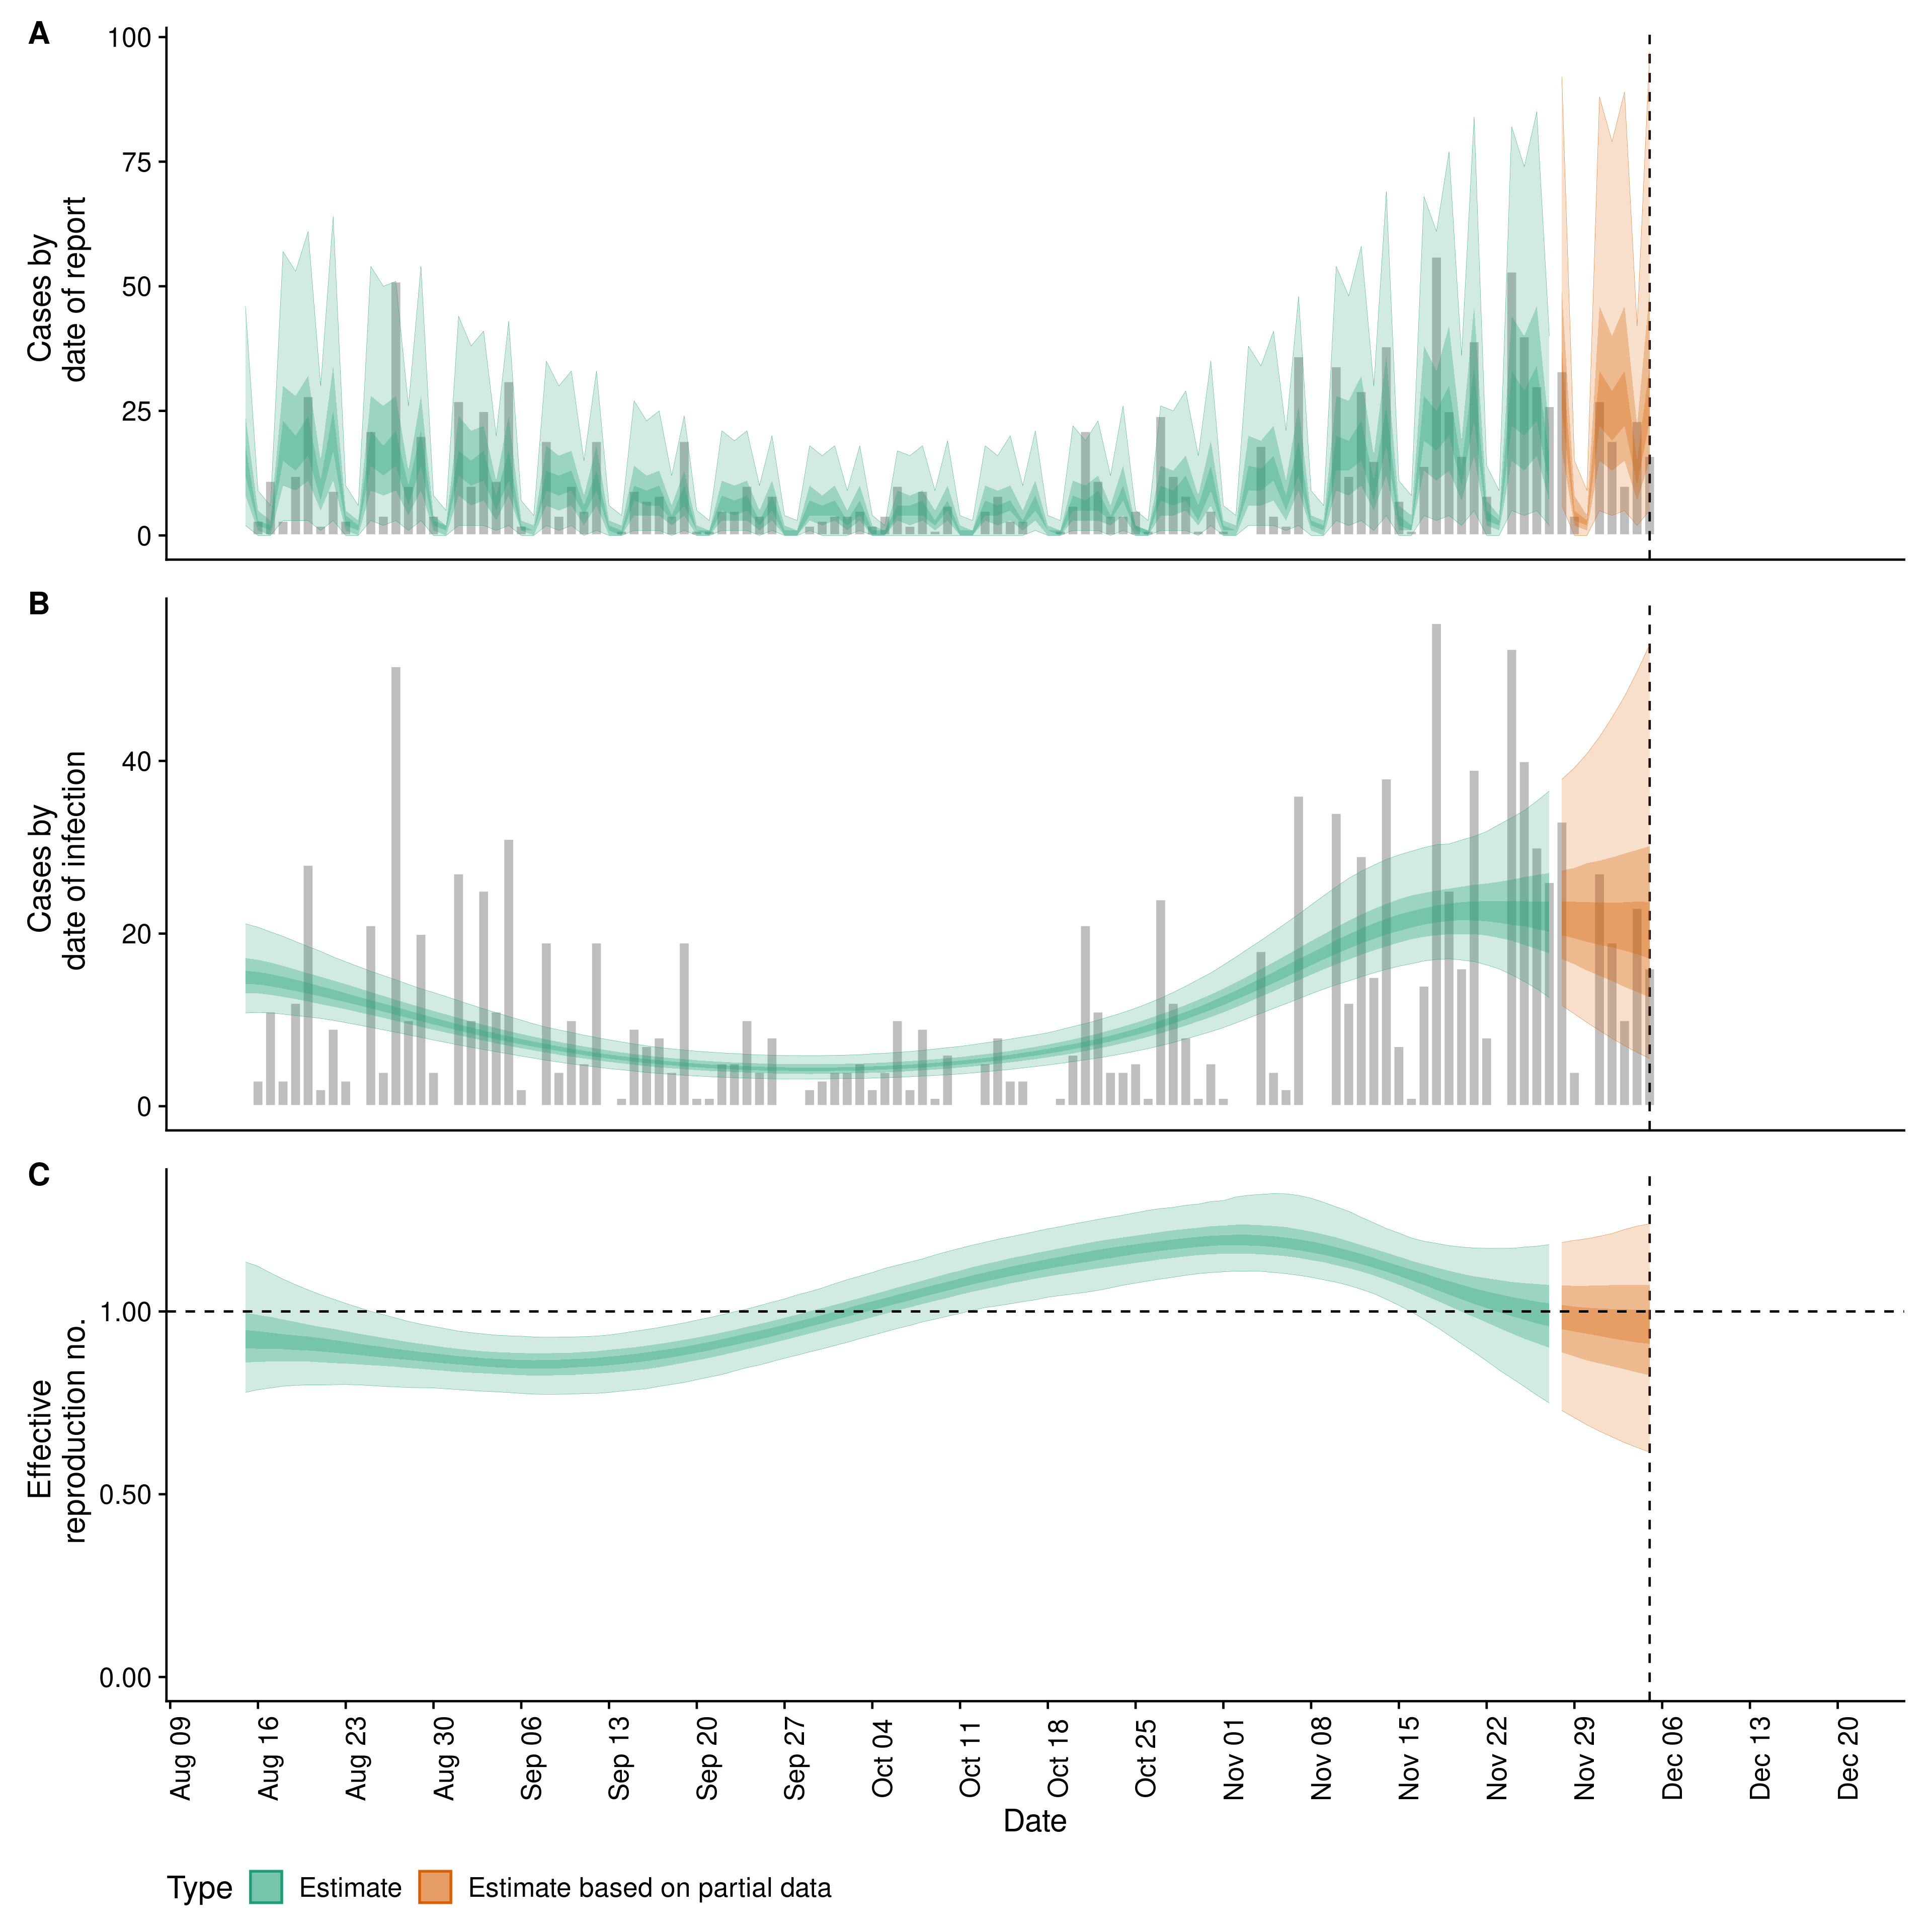 A
Cases by
date of report
100
75
50
25
0
B
Cases by
date of infection
40
20
0
C
Effective
reproduction no.
1.00
0.50
0.00
Aug 09
Aug 16
Aug 23
Aug 30
Sep 06
Sep 13
Sep 20
Sep 27
Oct 04
Oct 11
Oct 18
Oct 25
Nov 01
Nov 08
Nov 15
Nov 22
Nov 29
Dec 06
Dec 13
Dec 20
Date
Type Estimate Estimate based on partial data